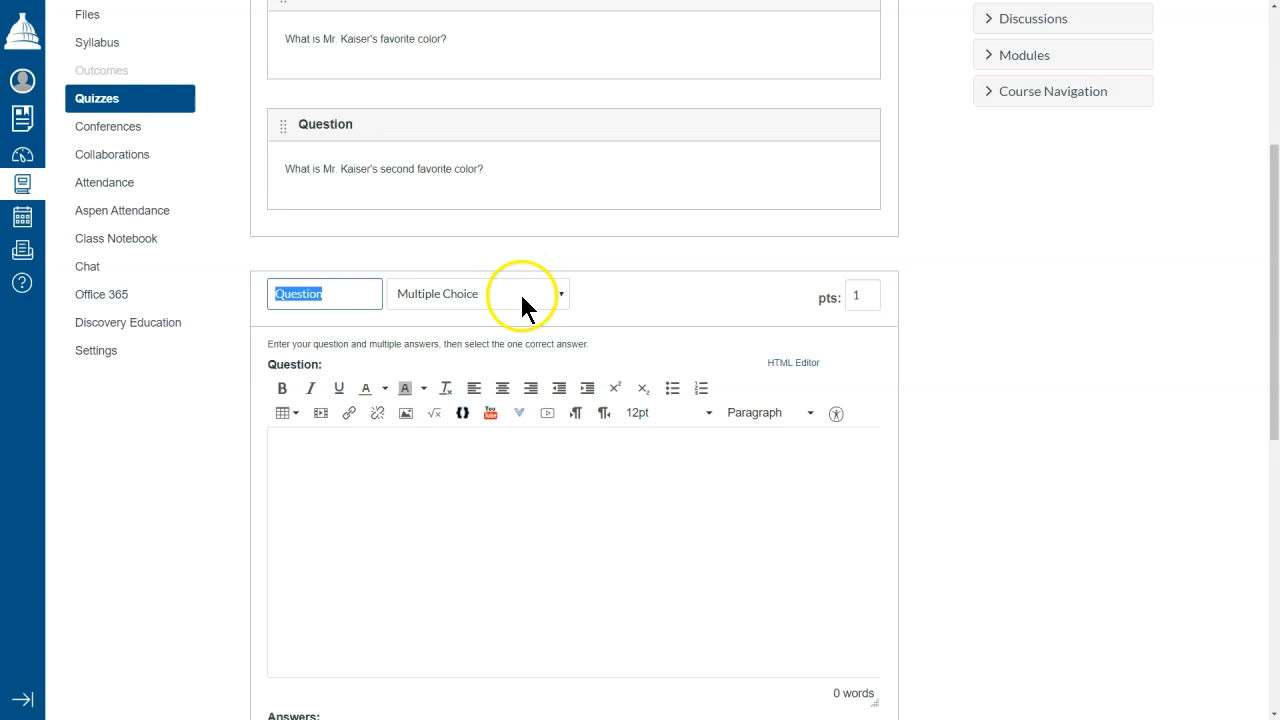 Files
Syllabus
Outcomes
Quizzes
Conferences
Collaborations
Attendance
Aspen Attendance
Class Notebook
Chat
Office 365
Discovery Education
Settings
What is Mr. Kaiser's favorite color?
Question
What is Mr. Kaiser's second favorite color?
Question Multiple Choice pts: 1
Enter your question and multiple answers, then select the one correct answer.
Question: HTML Editor
B I U A A T
12pt Paragraph
0 words
Answers:
Discussions
Modules
Course Navigation